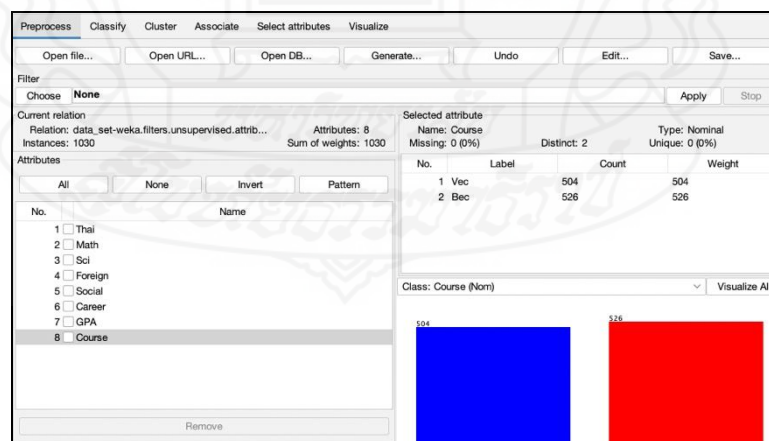 Preprocess Classify Cluster Associate Select attributes Visualize
Open file... Open URL... Open DB... Generate... Undo Edit... Save...
Filter
Choose None Apply Stop
Current relation
Relation: data_set-weka.filters.unsupervised.attrib... Attributes: 8
Instances: 1030 Sum of weights: 1030
Selected attribute
Name: Course Type: Nominal
Missing: 0 (0%) Distinct: 2 Unique: 0 (0%)
No. Label Count Weight
1 Vec 504 504
2 Bec 526 526
Attributes
All None Invert Pattern
No. Name
1 Thai
2 Math
3 Sci
4 Foreign
5 Social
6 Career
7 GPA
8 Course
Remove
Class: Course (Nom) Visualize Al
504 526